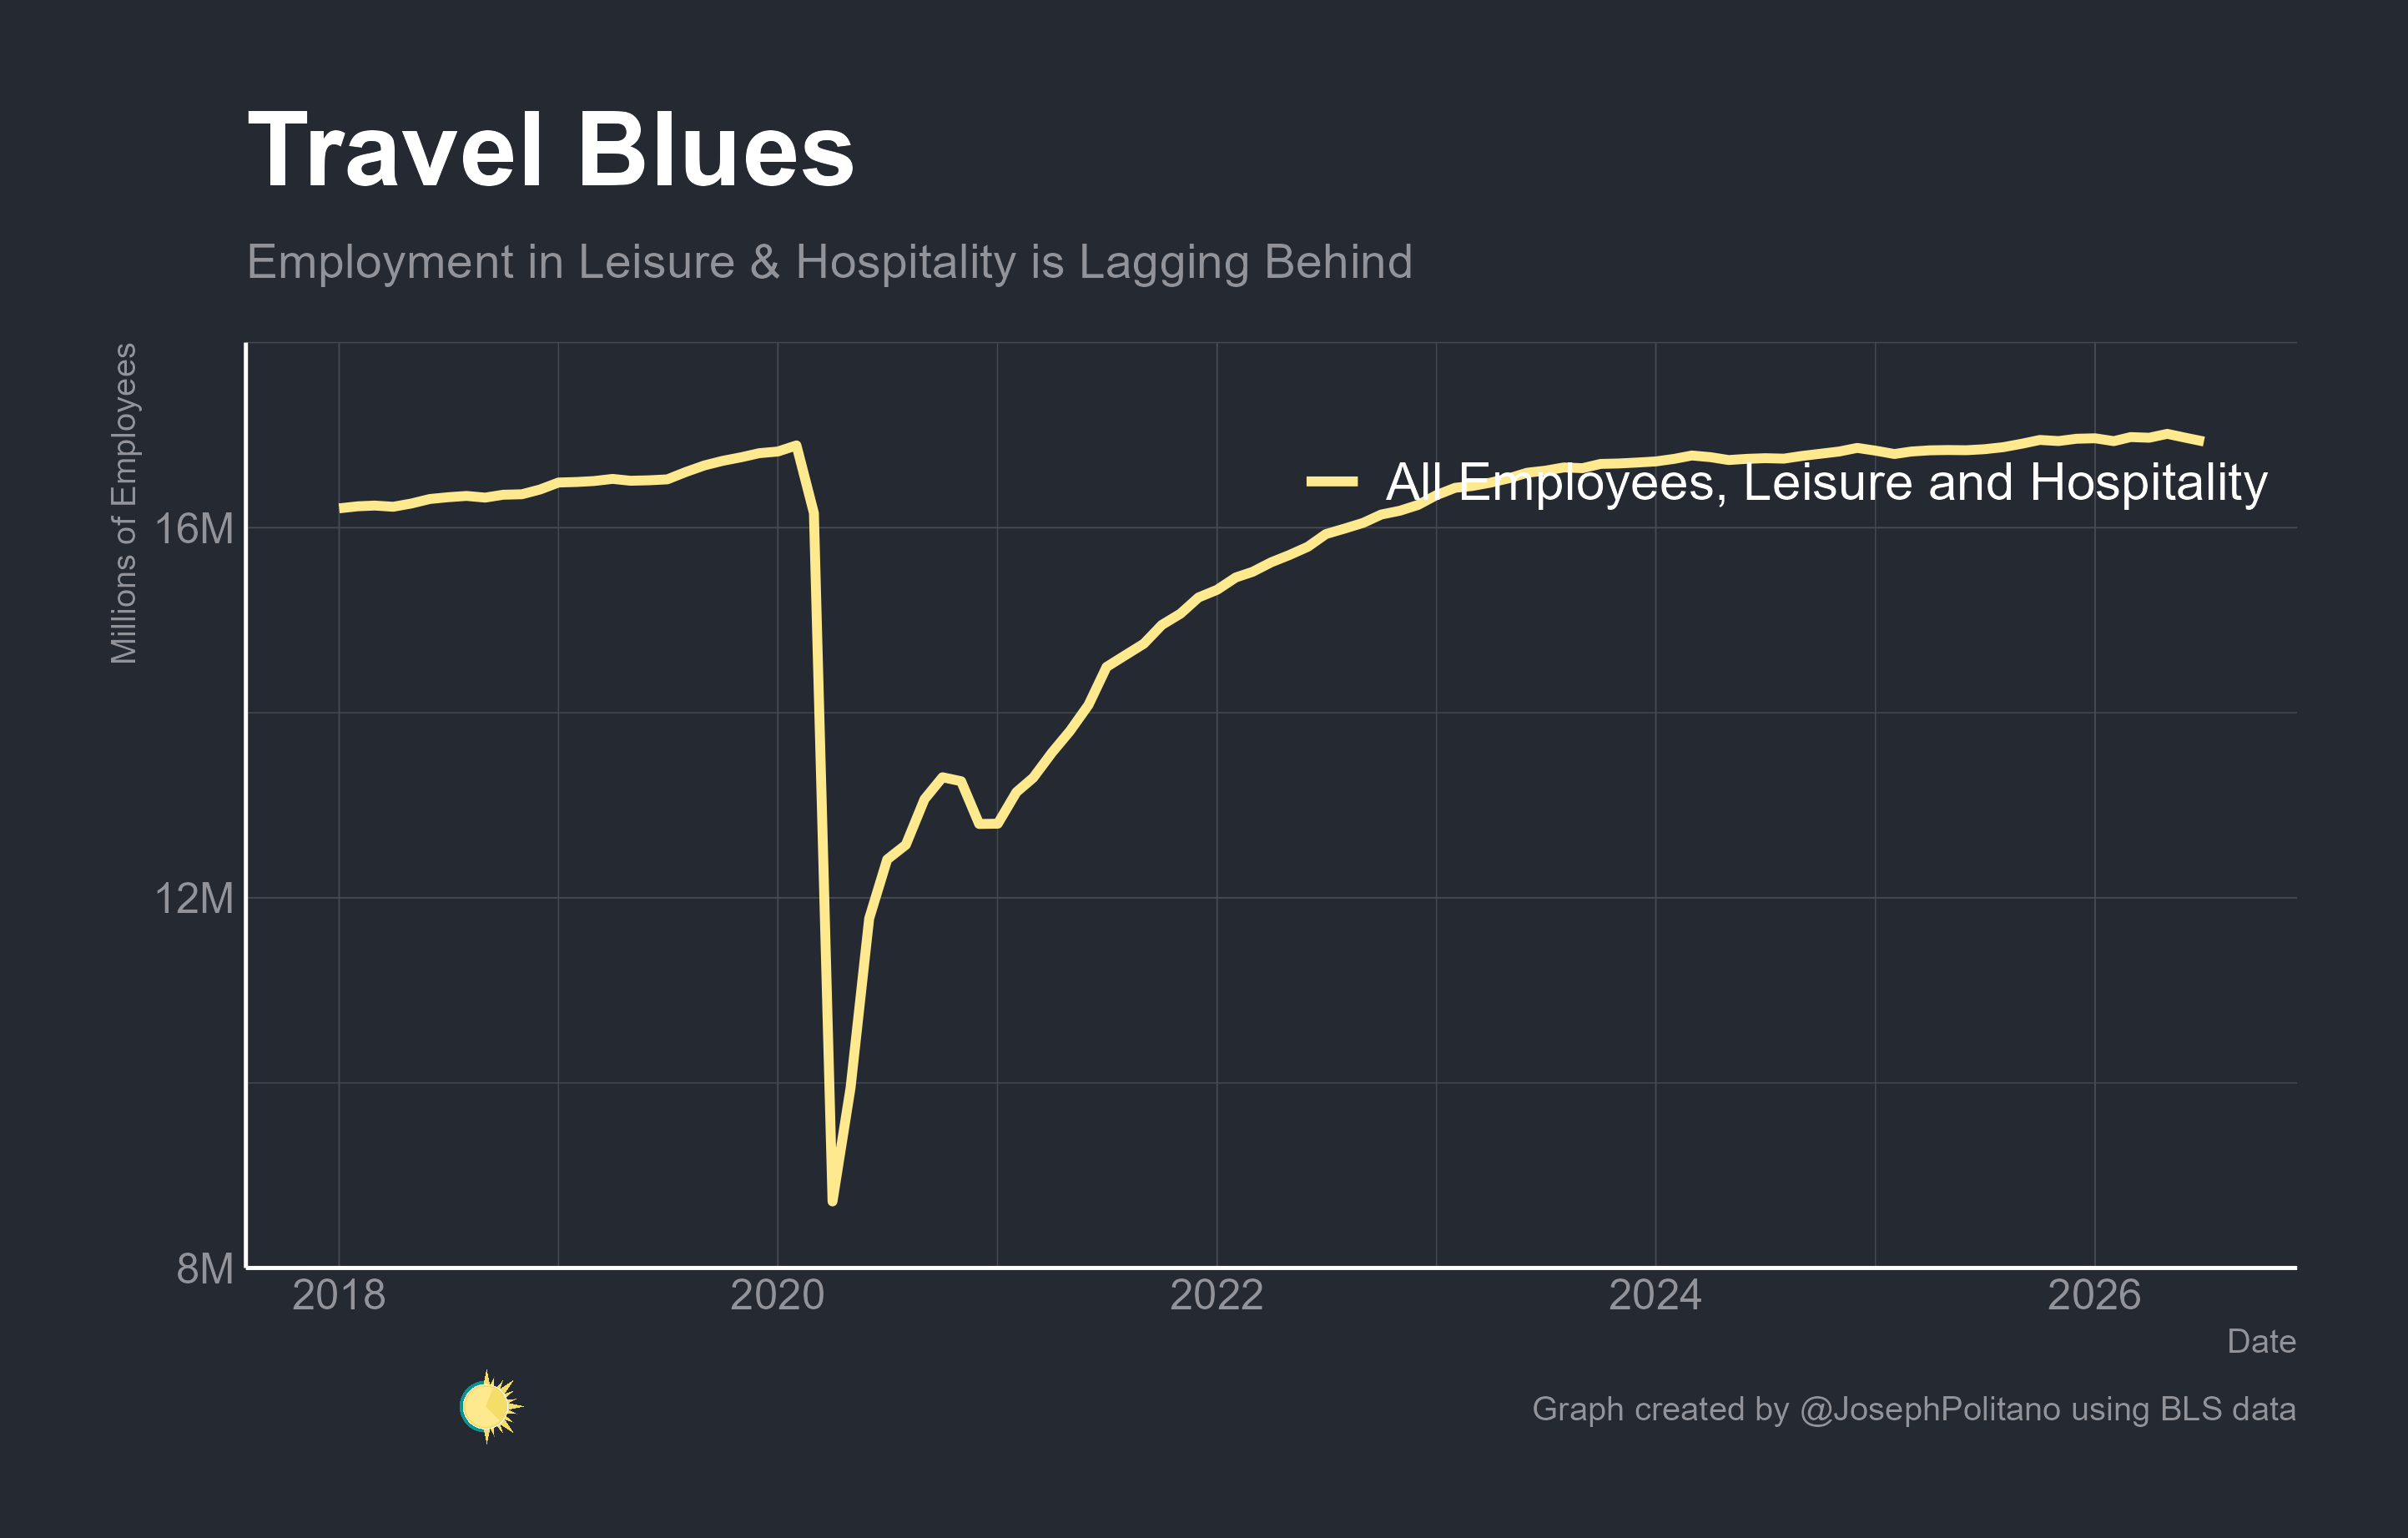 Travel Blues
Employment in Leisure & Hospitality is Lagging Behind
Millions of Employees
All Employees, Leisure and Hospitality
16M
12M
8M
2018
2020
2022
2024
2026
Date
Graph created by @JosephPolitano using BLS data